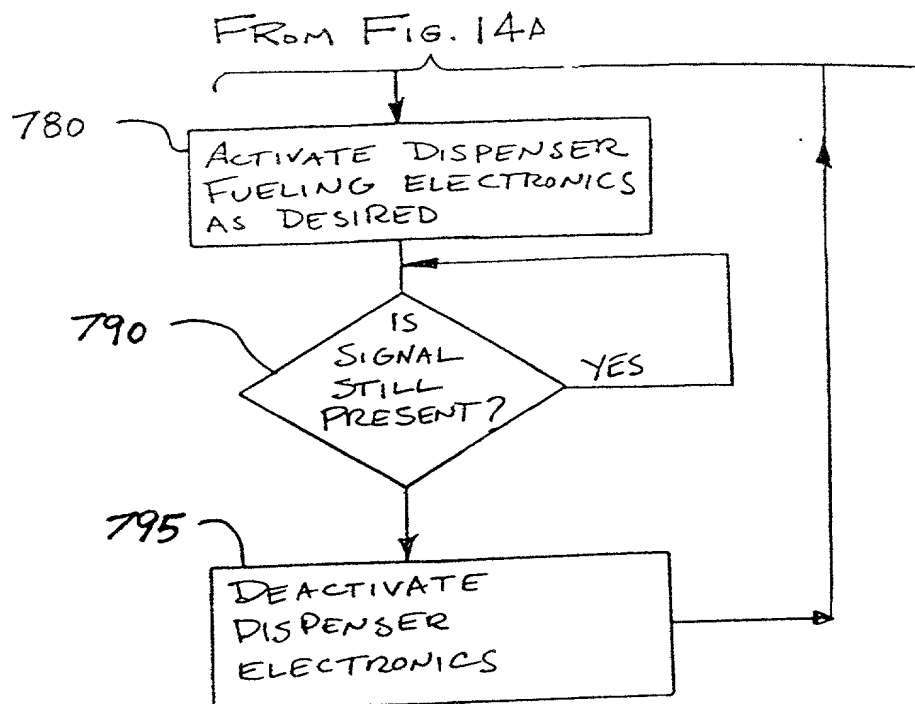 FROM FIG. 14A
780
ACTIVATE DISPENSER
FUELING ELECTRONICS
AS DESIRED
790
IS
SIGNAL
STILL
PRESENT?
YES
795
DEACTIVATE
DISPENSER
ELECTRONICS